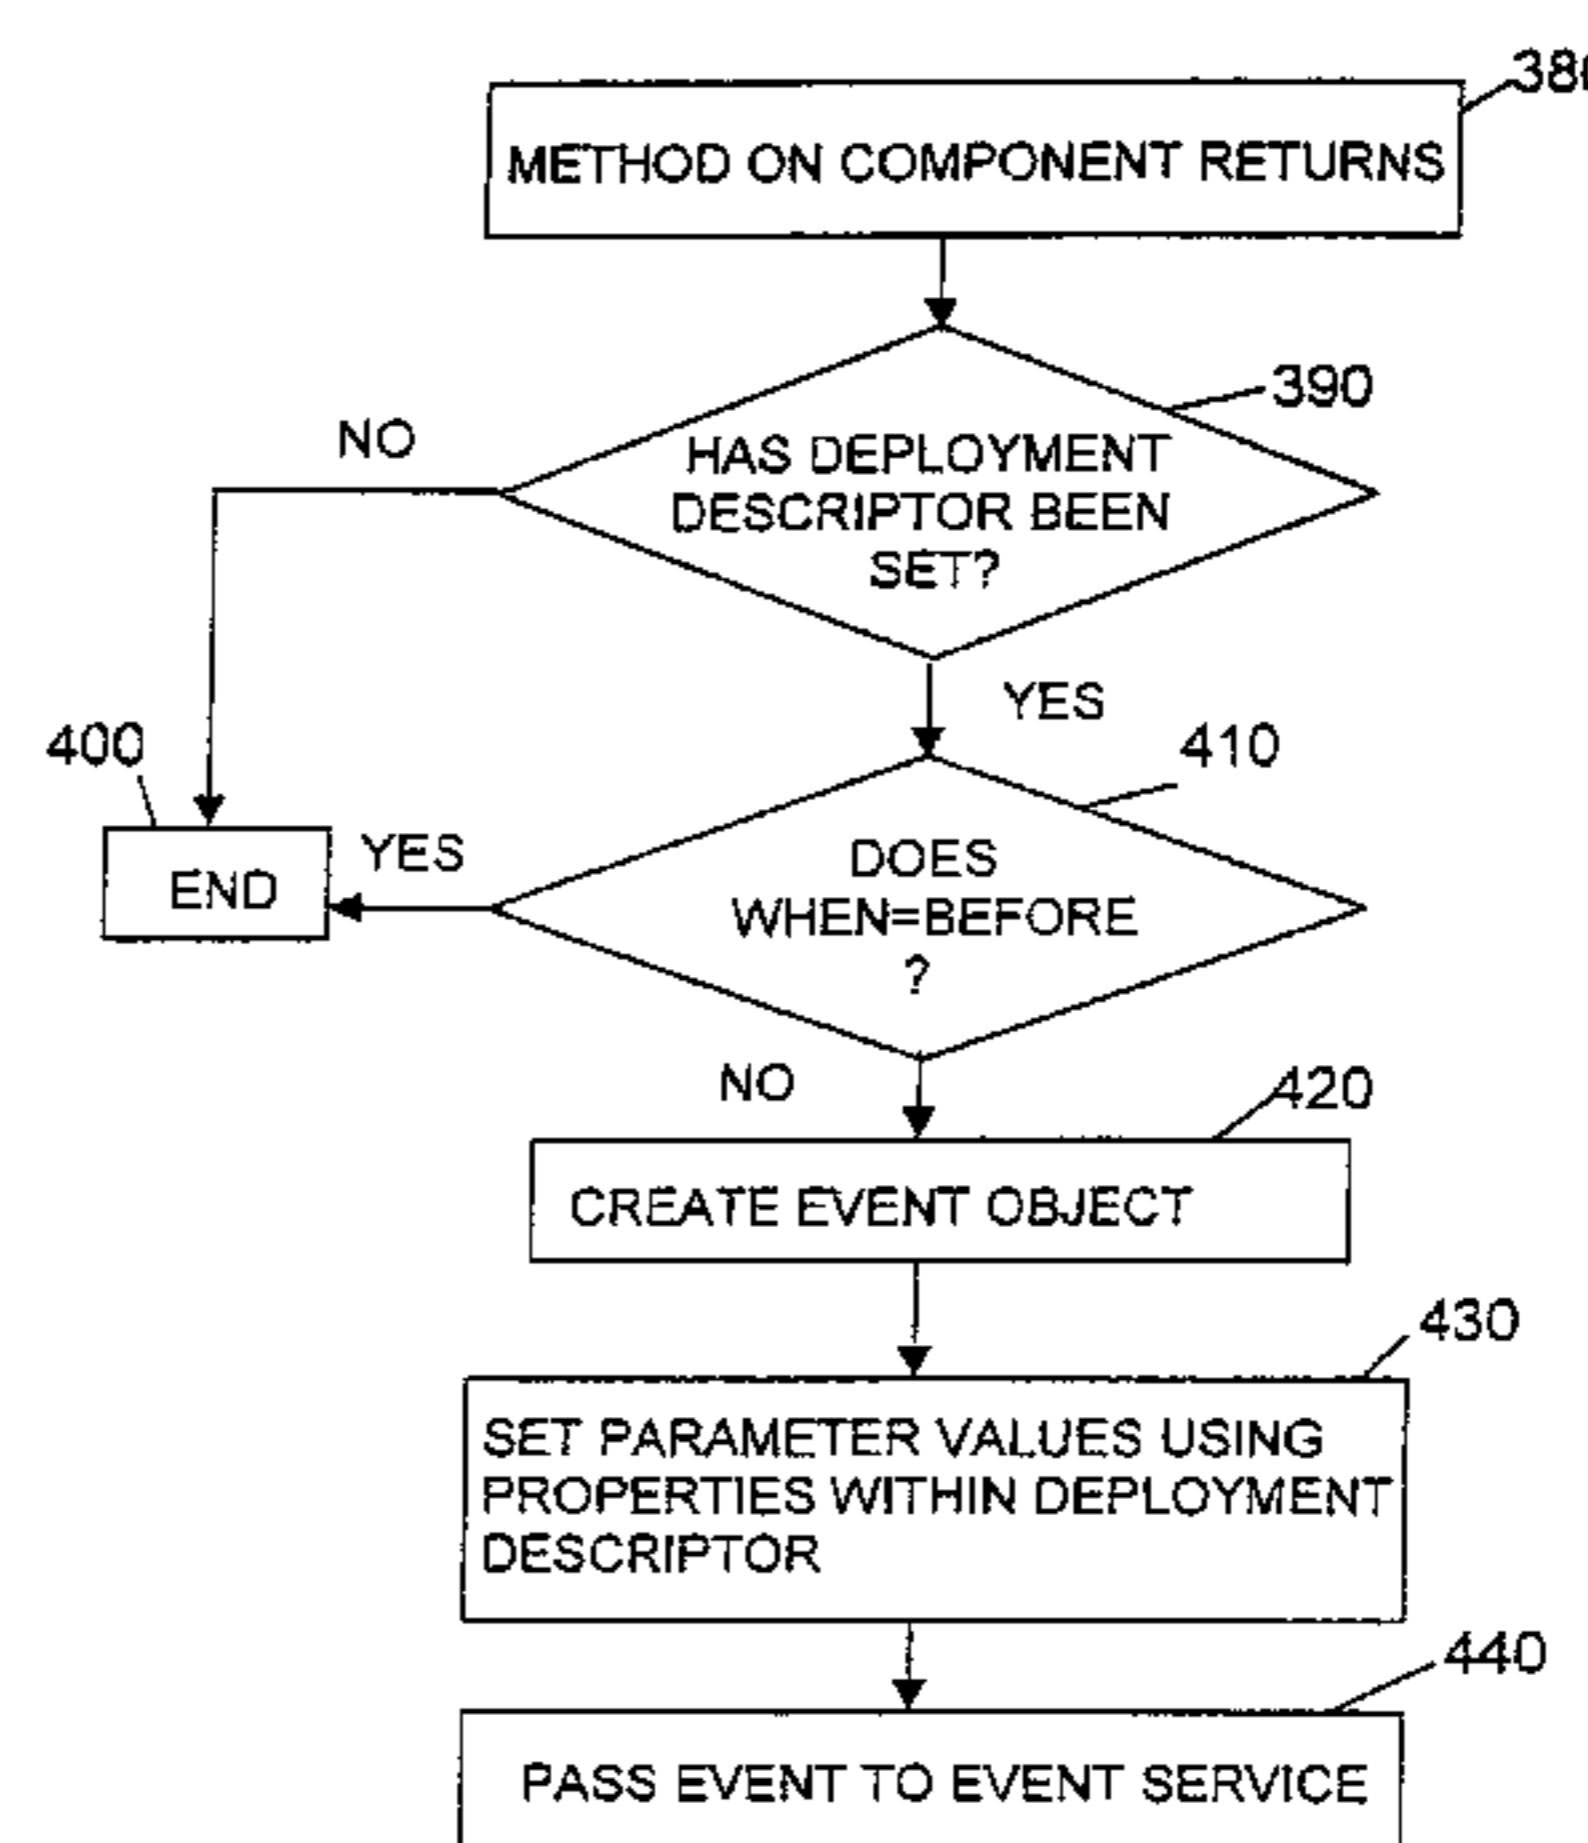 METHOD ON COMPONENT RETURNS
390
NO
HAS DEPLOYMENT
DESCRIPTOR BEEN
SET?
YES
400
410
END
YES
DOES
WHEN=BEFORE
?
NO
420
CREATE EVENT OBJECT
430
SET PARAMETER VALUES USING
PROPERTIES WITHIN DEPLOYMENT
DESCRIPTOR
440
PASS EVENT TO EVENT SERVICE